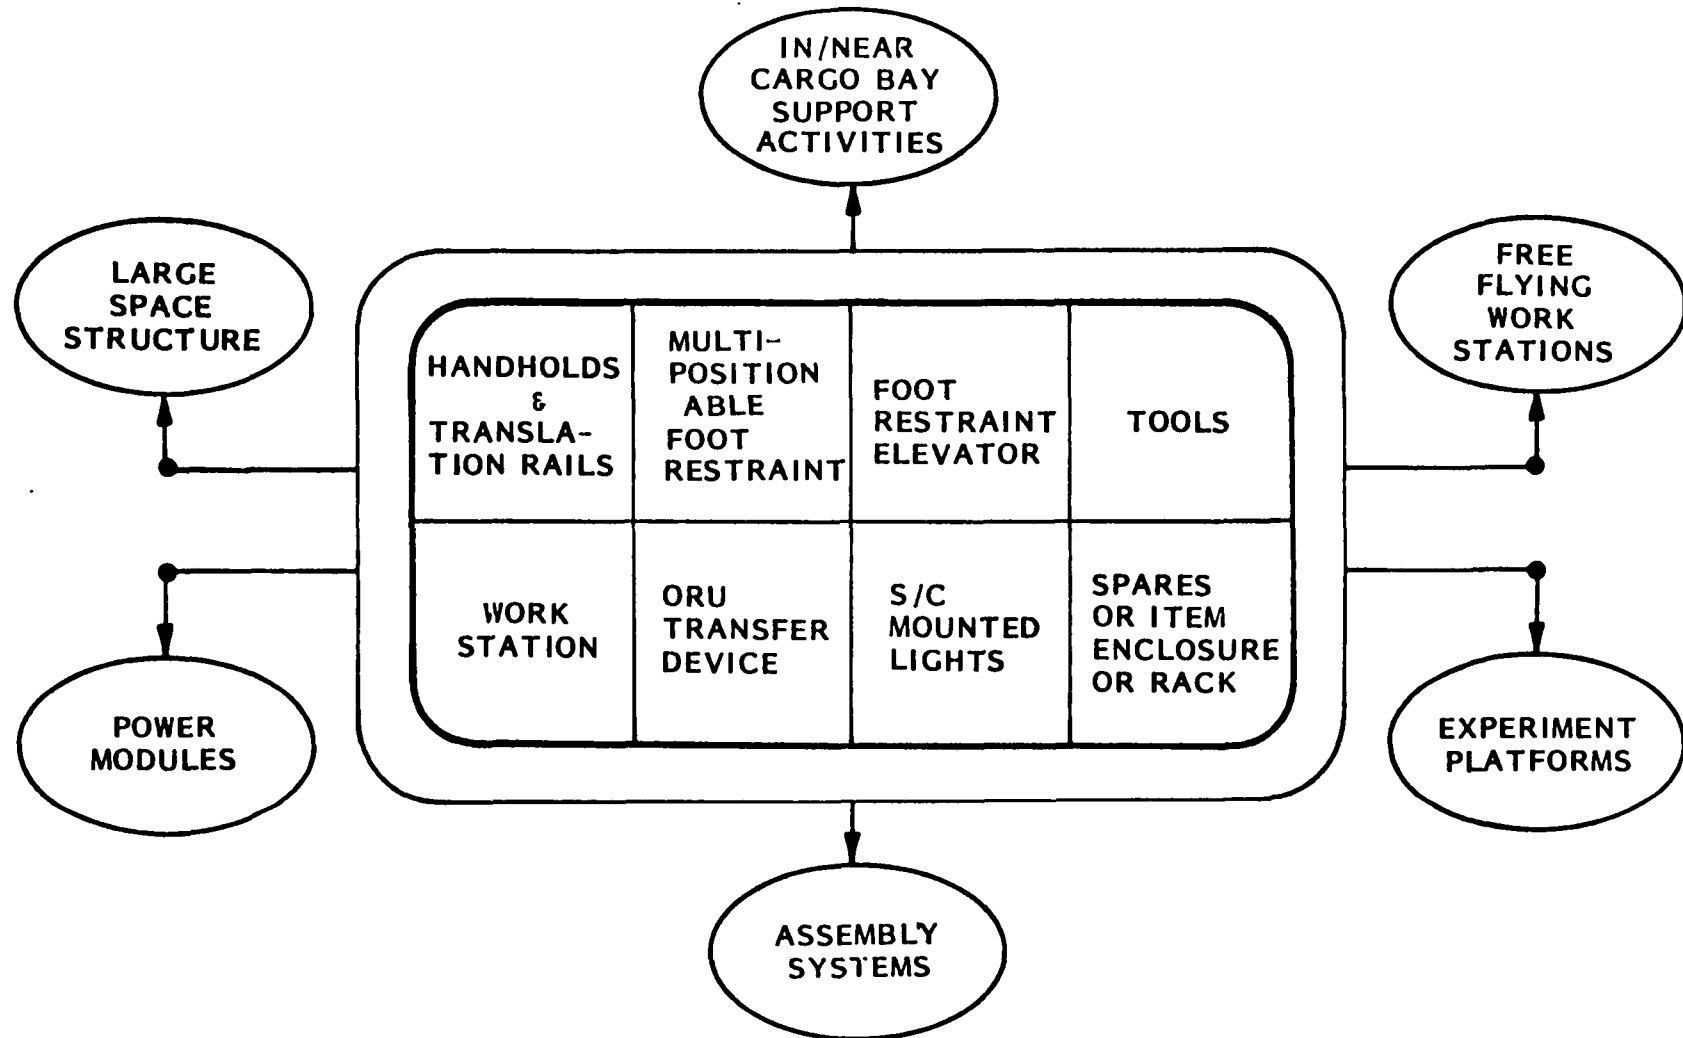 IN/NEAR
CARGO BAY
SUPPORT
ACTIVITIES
LARGE
SPACE
STRUCTURE
FREE
FLYING
WORK
STATIONS
HANDHOLDS
&
TRANSLA-
TION RAILS
MULTI-
POSITION
ABLE
FOOT
RESTRAINT
FOOT
RESTRAINT
ELEVATOR
TOOLS
WORK
STATION
ORU
TRANSFER
DEVICE
S/C
MOUNTED
LIGHTS
SPARES
OR ITEM
ENCLOSURE
OR RACK
POWER
MODULES
EXPERIMENT
PLATFORMS
ASSEMBLY
SYSTEMS